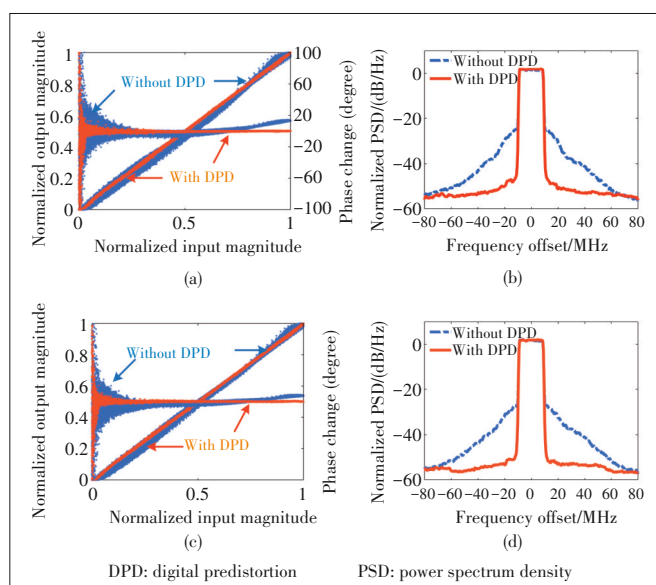 Normalized output magnitude
1
0.8
0.6
0.4
0.2
0
0
0.5
1
Normalized input magnitude
100
60
20
−20
−60
−100
Phase change (degree)
Without DPD
With DPD
(a)
Normalized PSD/(dB/Hz)
0
−20
−40
−60
−80 −60 −40 −20 0 20 40 60 80
Frequency offset/MHz
Without DPD
With DPD
(b)
Normalized output magnitude
1
0.8
0.6
0.4
0.2
0
0
0.5
1
Normalized input magnitude
Phase change (degree)
Without DPD
With DPD
(c)
Normalized PSD/(dB/Hz)
0
−20
−40
−60
−80 −60 −40 −20 0 20 40 60 80
Frequency offset/MHz
Without DPD
With DPD
(d)
DPD: digital predistortion PSD: power spectrum density